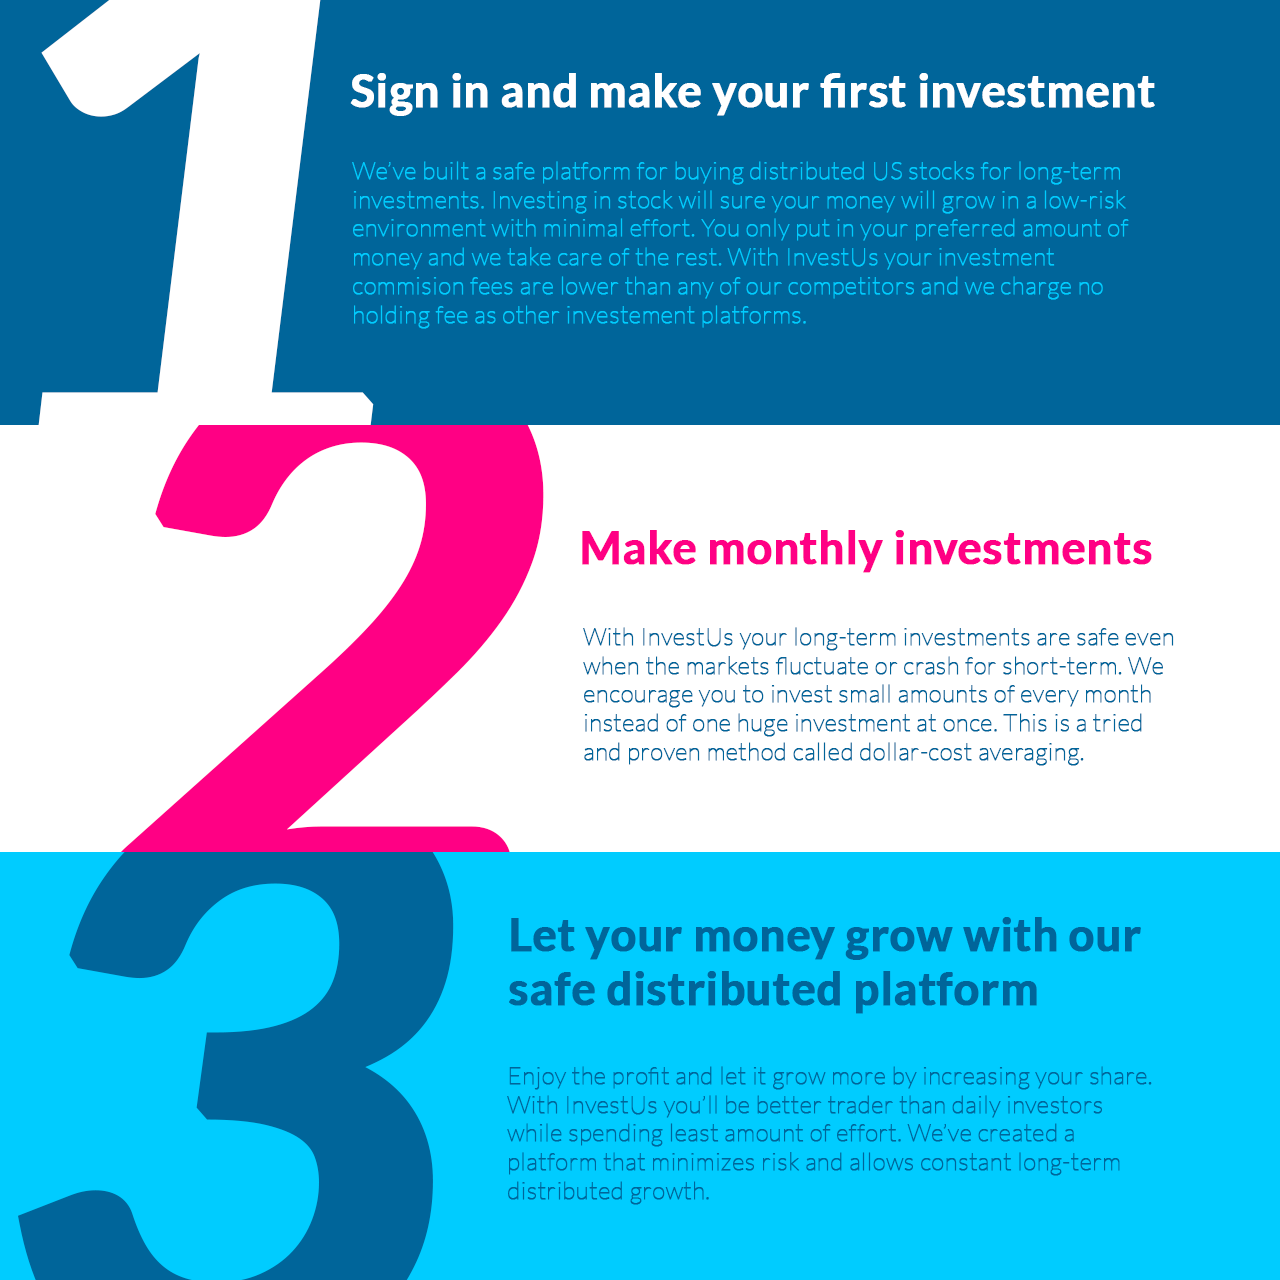 1
Sign in and make your first investment
We've built a safe platform for buying distributed US stocks for long-term
investments. Investing in stock will sure your money will grow in a low-risk
environment with minimal effort. You only put in your preferred amount of
money and we take care of the rest. With InvestUs your investment
commision fees are lower than any of our competitors and we charge no
holding fee as other investement platforms.
2
Make monthly investments
With InvestUs your long-term investments are safe even
when the markets fluctuate or crash for short-term. We
encourage you to invest small amounts of every month
instead of one huge investment at once. This is a tried
and proven method called dollar-cost averaging.
3
Let your money grow with our
safe distributed platform
Enjoy the profit and let it grow more by increasing your share.
With InvestUs you'll be better trader than daily investors
while spending least amount of effort. We've created a
platform that minimizes risk and allows constant long-term
distributed growth.